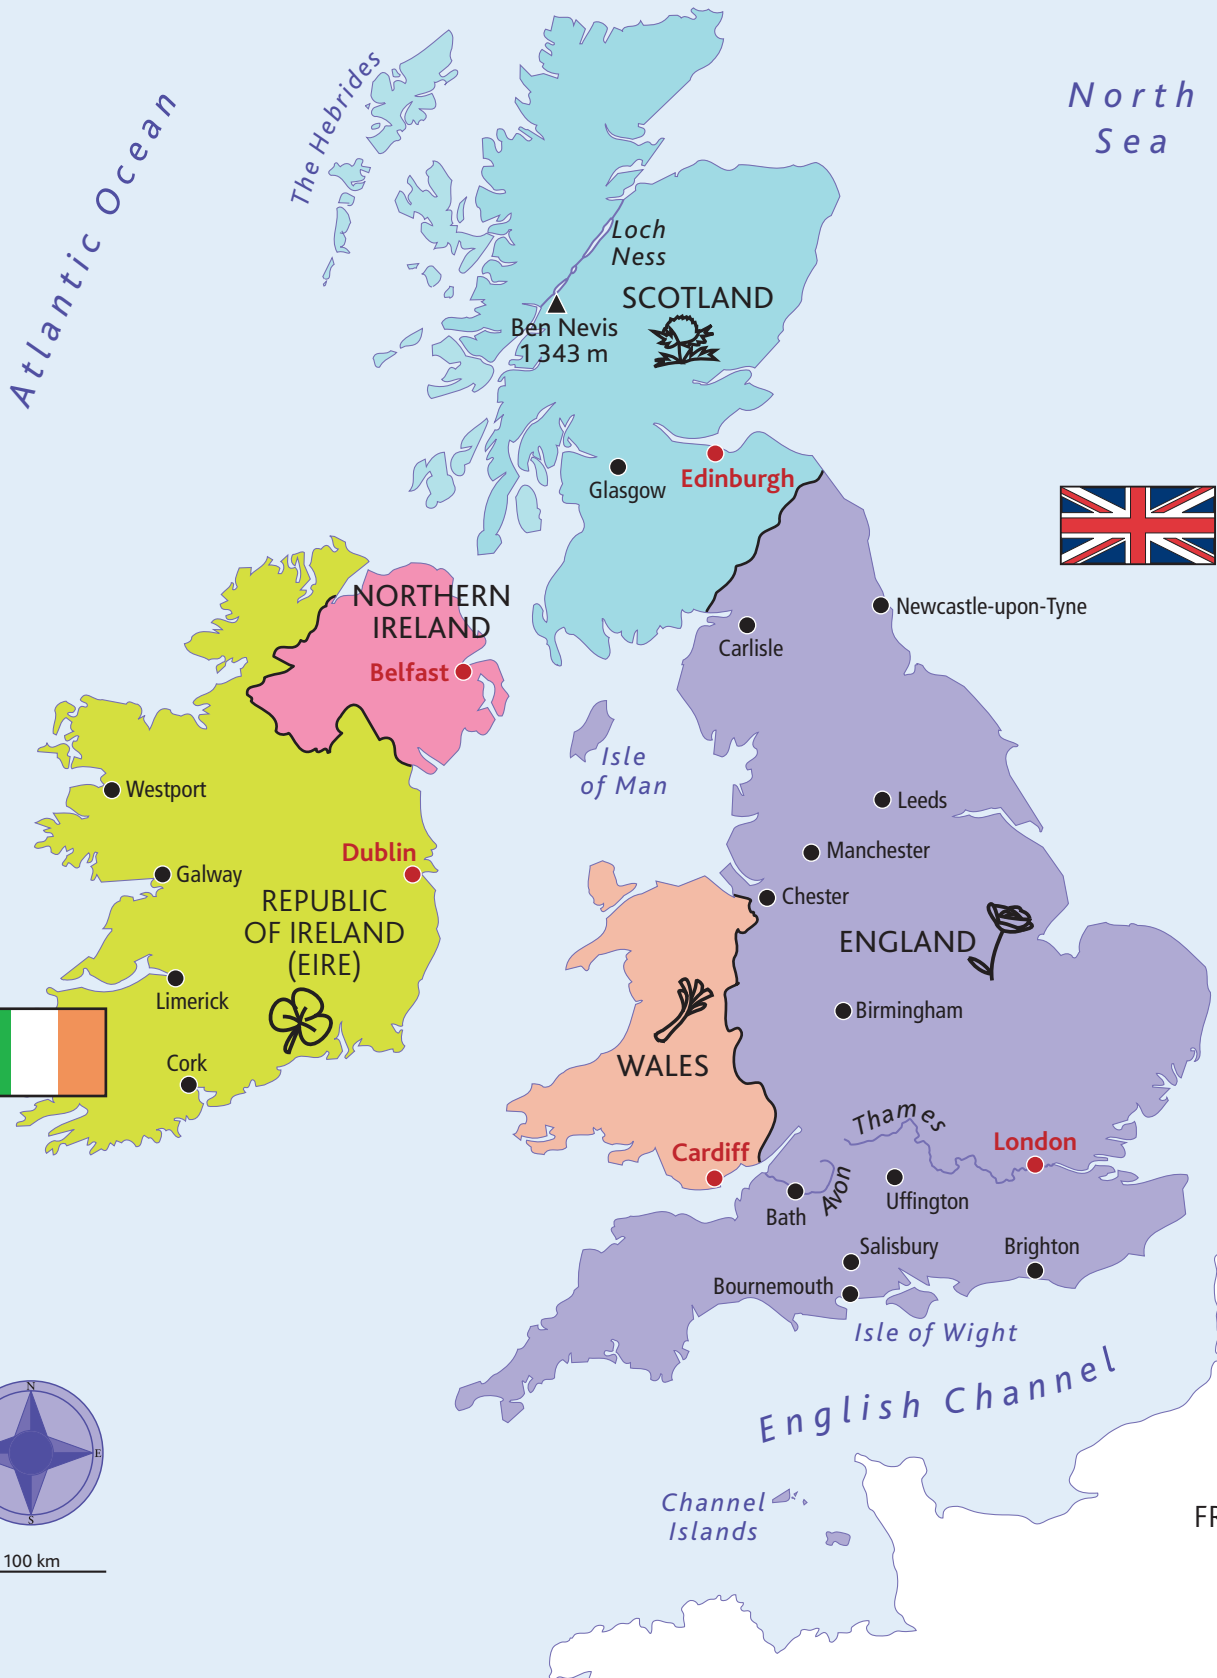 North
Sea
The Hebrides
Atlantic Ocean
Loch
Ness
SCOTLAND
Ben Nevis
1 343 m
Glasgow
Edinburgh
NORTHERN
IRELAND
Belfast
Newcastle-upon-Tyne
Carlisle
Isle
of Man
Westport
Leeds
Dublin
Manchester
Galway
Chester
REPUBLIC
OF IRELAND
(EIRE)
ENGLAND
Limerick
Birmingham
Cork
WALES
Thames
London
Cardiff
Avon
Uffington
Bath
Salisbury
Brighton
Bournemouth
Isle of Wight
English Channel
N
E
S
Channel
Islands
FR
100 km